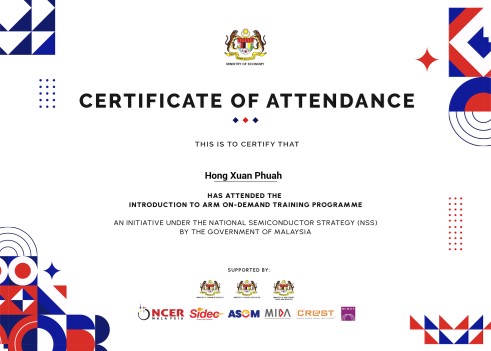 MINISTRY OF ECONOMY
CERTIFICATE OF ATTENDANCE
THIS IS TO CERTIFY THAT
Hong Xuan Phuah
HAS ATTENDED THE
INTRODUCTION TO ARM ON-DEMAND TRAINING PROGRAMME
AN INITIATIVE UNDER THE NATIONAL SEMICONDUCTOR STRATEGY (NSS)
BY THE GOVERNMENT OF MALAYSIA
SUPPORTED BY:
NCER
MALAYSIA
Sidec
ASEM
MIDA
CREST